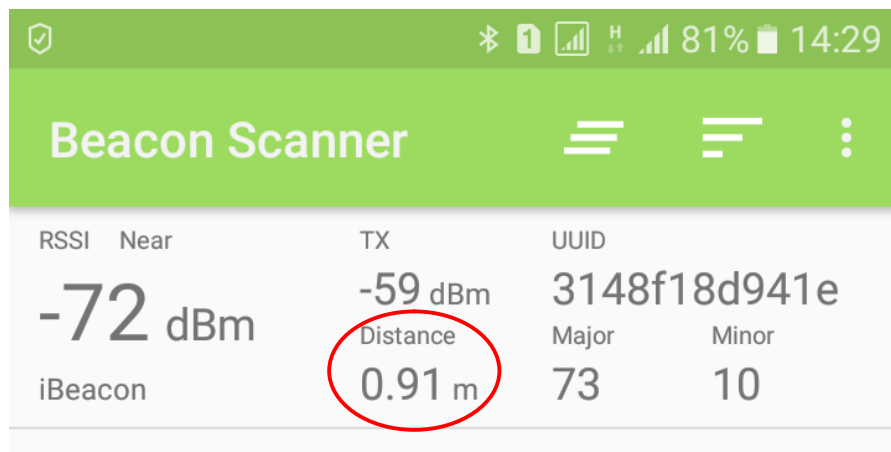 1 H 81% 14:29
Beacon Scanner
RSSI Near TX UUID
-72 dBm -59 dBm 3148f18d941e
Distance Major Minor
iBeacon 0.91 m 73 10